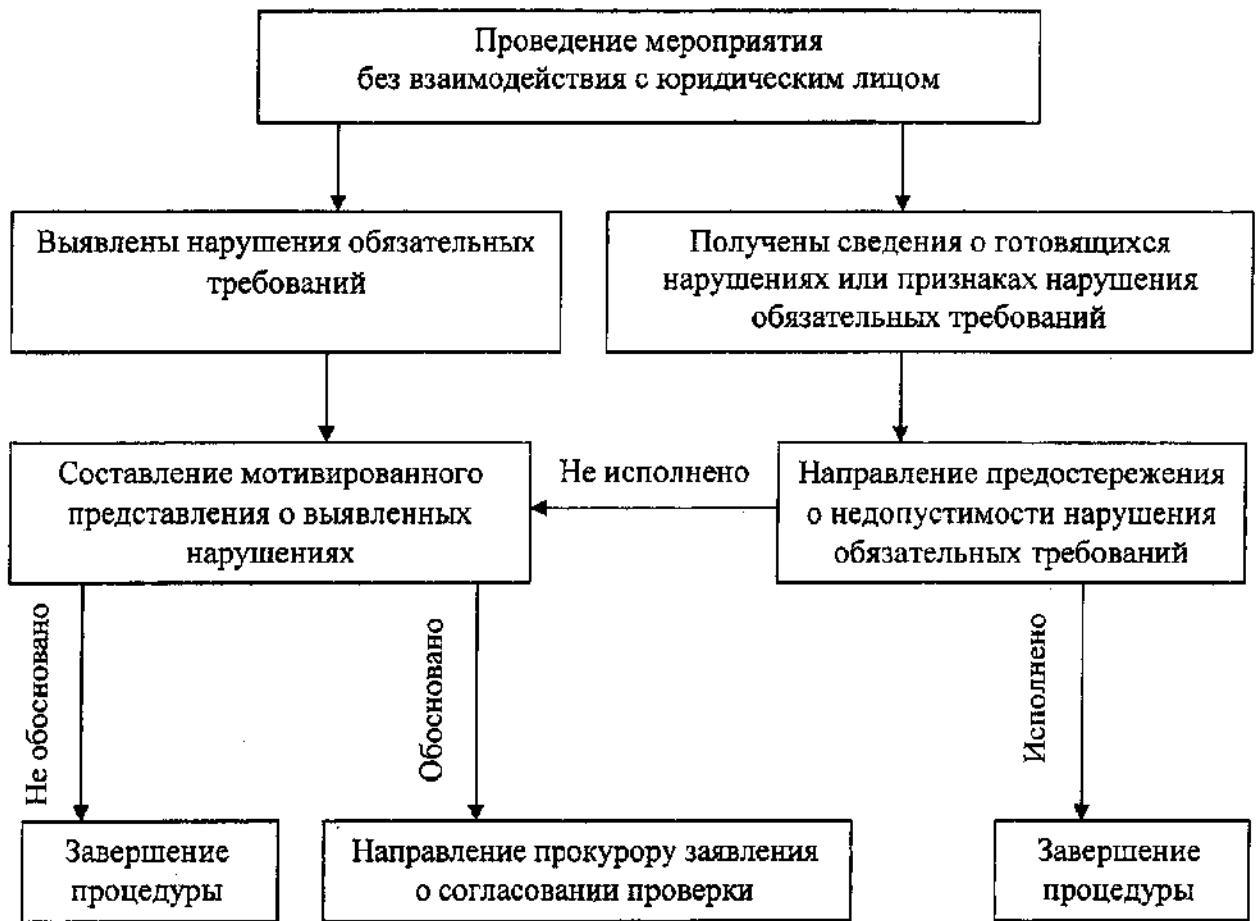 Проведение мероприятия
без взаимодействия с юридическим лицом
Выявлены нарушения обязательных
требований
Получены сведения о готовящихся
нарушениях или признаках нарушения
обязательных требований
Составление мотивированного
представления о выявленных
нарушениях
Не исполнено
Направление предостережения
о недопустимости нарушения
обязательных требований
Не обосновано
Обосновано
Исполнено
Завершение
процедуры
Направление прокурору заявления
о согласовании проверки
Завершение
процедуры